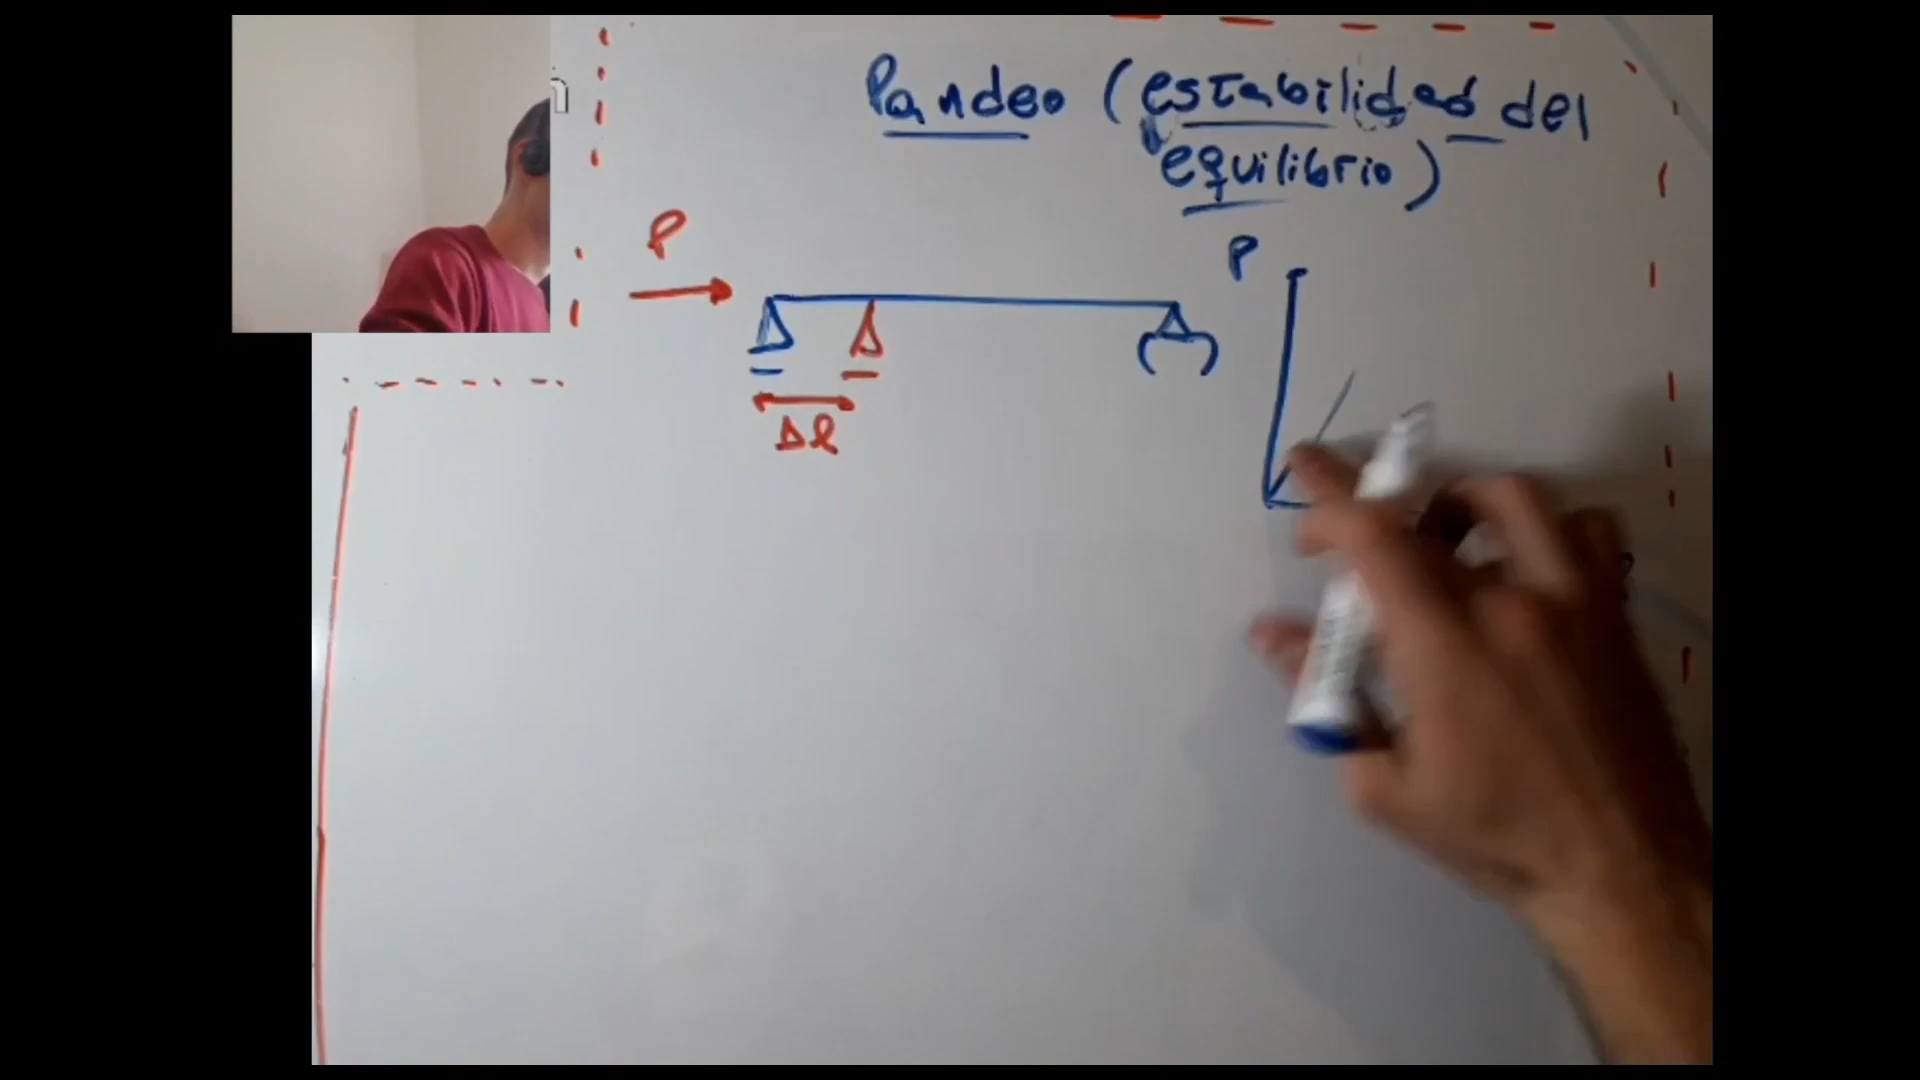 Pandeo (estabilidad del
equilibrio)
P
P
Δl